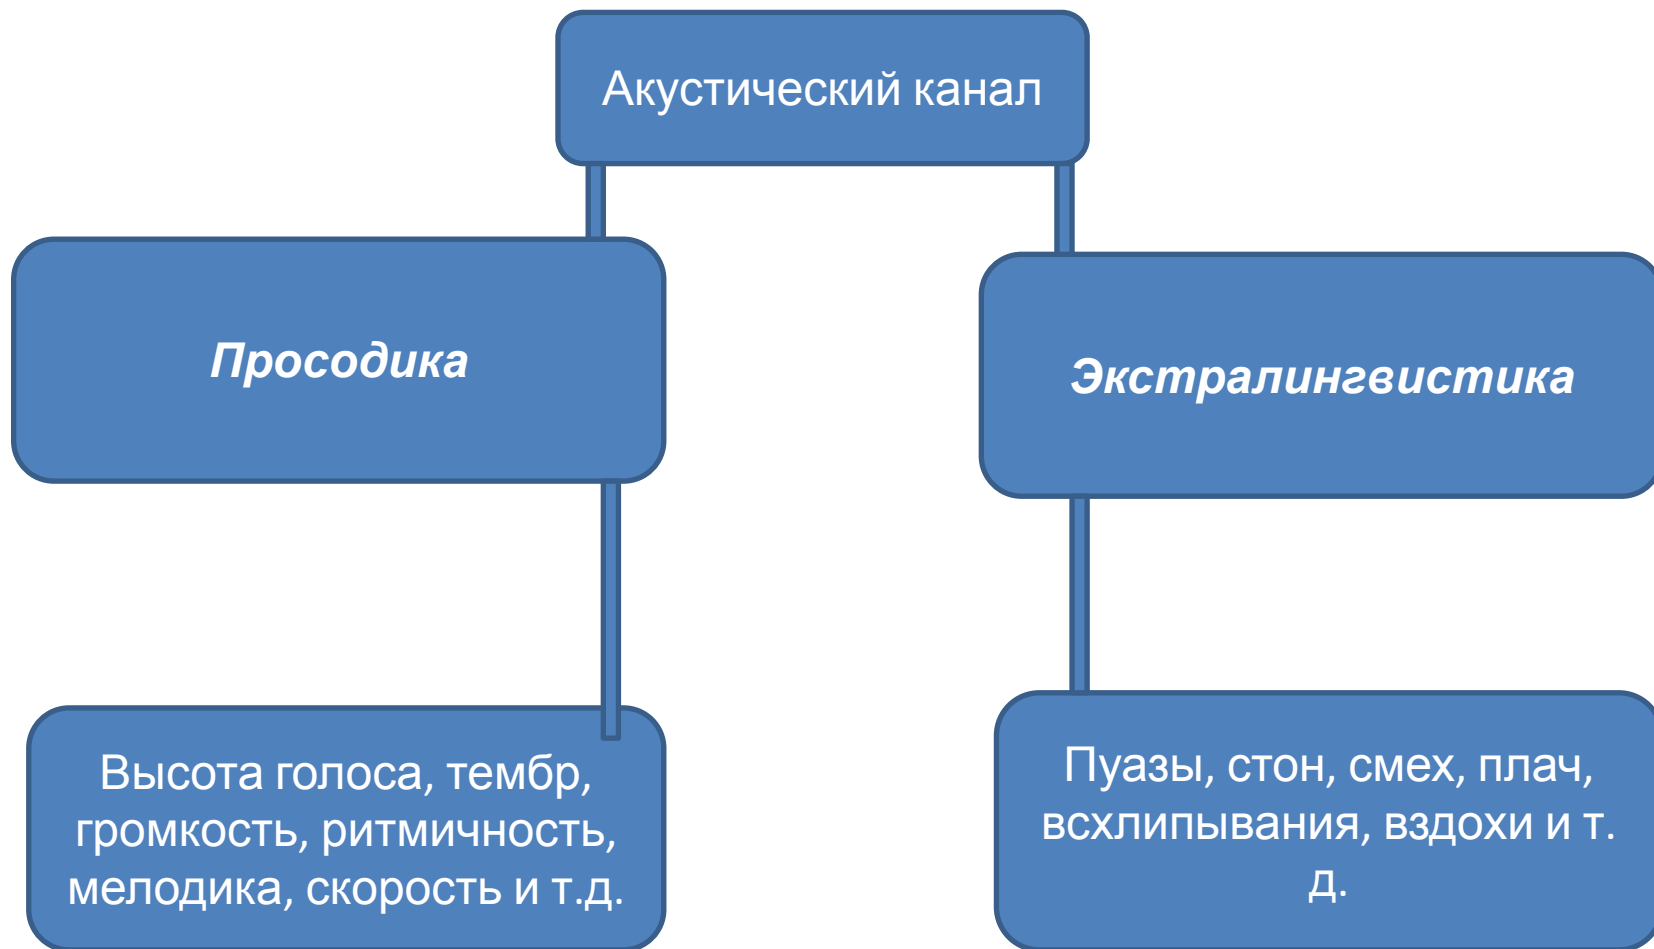 Акустический канал
Просодика
Экстралингвистика
Высота голоса, тембр,
громкость, ритмичность,
мелодика, скорость и т.д.
Пуазы, стон, смех, плач,
всхлипывания, вздохи и т.
д.